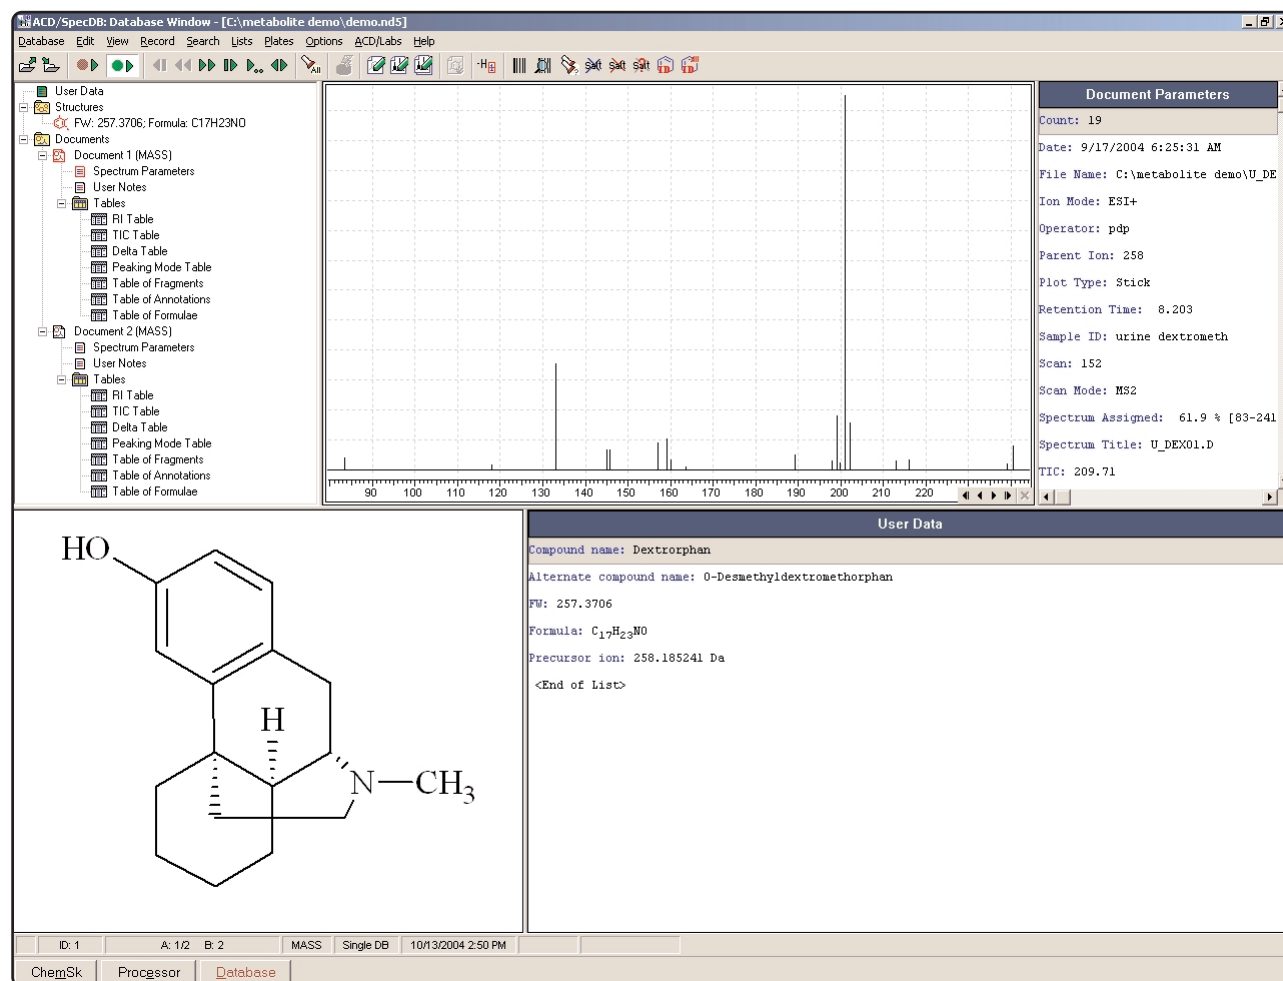 ACD/SpecDB: Database Window - [C:\metabolite demo\demo.nd5]
Database Edit View Record Search Lists Plates Options ACD/Labs Help
All
-H
Salt Salt Salt
User Data
Structures
FW: 257.3706; Formula: C17H23NO
Documents
Document 1 (MASS)
Spectrum Parameters
User Notes
Tables
RI Table
TIC Table
Delta Table
Peaking Mode Table
Table of Fragments
Table of Annotations
Table of Formulae
Document 2 (MASS)
Spectrum Parameters
User Notes
Tables
RI Table
TIC Table
Delta Table
Peaking Mode Table
Table of Fragments
Table of Annotations
Table of Formulae
90 100 110 120 130 140 150 160 170 180 190 200 210 220
Document Parameters
Count: 19
Date: 9/17/2004 6:25:31 AM
File Name: C:\metabolite demo\U_DE
Ion Mode: ESI+
Operator: pdp
Parent Ion: 258
Plot Type: Stick
Retention Time: 8.203
Sample ID: urine dextrometh
Scan: 152
Scan Mode: MS2
Spectrum Assigned: 61.9 % [83-241
Spectrum Title: U_DEX01.D
TIC: 209.71
HO
H
N
CH3
User Data
Compound name: Dextrorphan
Alternate compound name: O-Desmethyldextromethorphan
FW: 257.3706
Formula: C17H23NO
Precursor ion: 258.185241 Da
<End of List>
ID: 1 A: 1/2 B: 2 MASS Single DB 10/13/2004 2:50 PM
ChemSk Processor Database